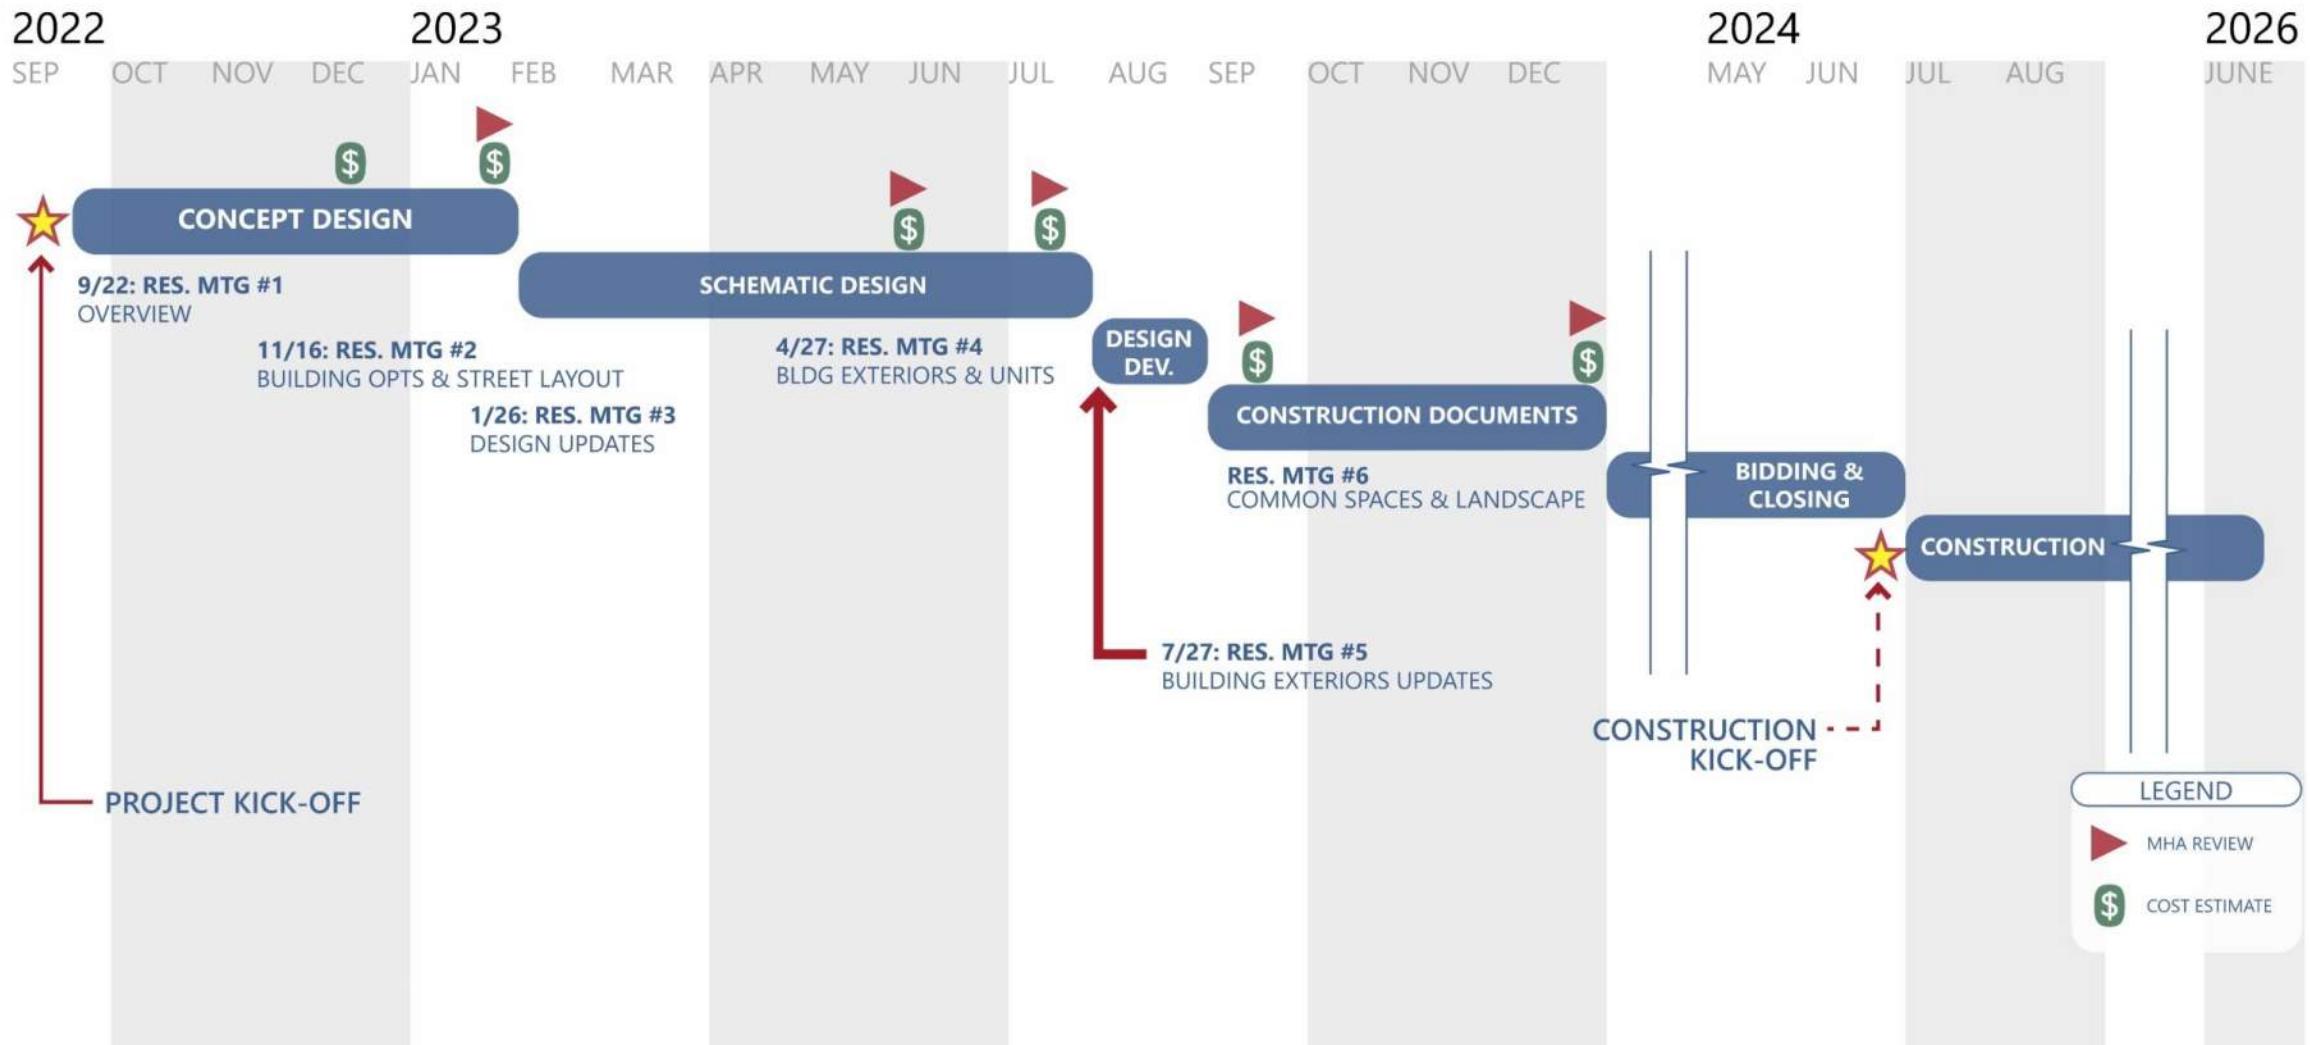 2022 2023 2024 2026
SEP OCT NOV DEC JAN FEB MAR APR MAY JUN JUL AUG SEP OCT NOV DEC MAY JUN JUL AUG JUNE
$ $
CONCEPT DESIGN
$ $
9/22: RES. MTG #1
OVERVIEW
SCHEMATIC DESIGN
11/16: RES. MTG #2
BUILDING OPTS & STREET LAYOUT
4/27: RES. MTG #4
BLDG EXTERIORS & UNITS
DESIGN
DEV.
$ $
1/26: RES. MTG #3
DESIGN UPDATES
CONSTRUCTION DOCUMENTS
RES. MTG #6
COMMON SPACES & LANDSCAPE
BIDDING &
CLOSING
CONSTRUCTION
7/27: RES. MTG #5
BUILDING EXTERIORS UPDATES
CONSTRUCTION
KICK-OFF
PROJECT KICK-OFF
LEGEND
MHA REVIEW
$ COST ESTIMATE